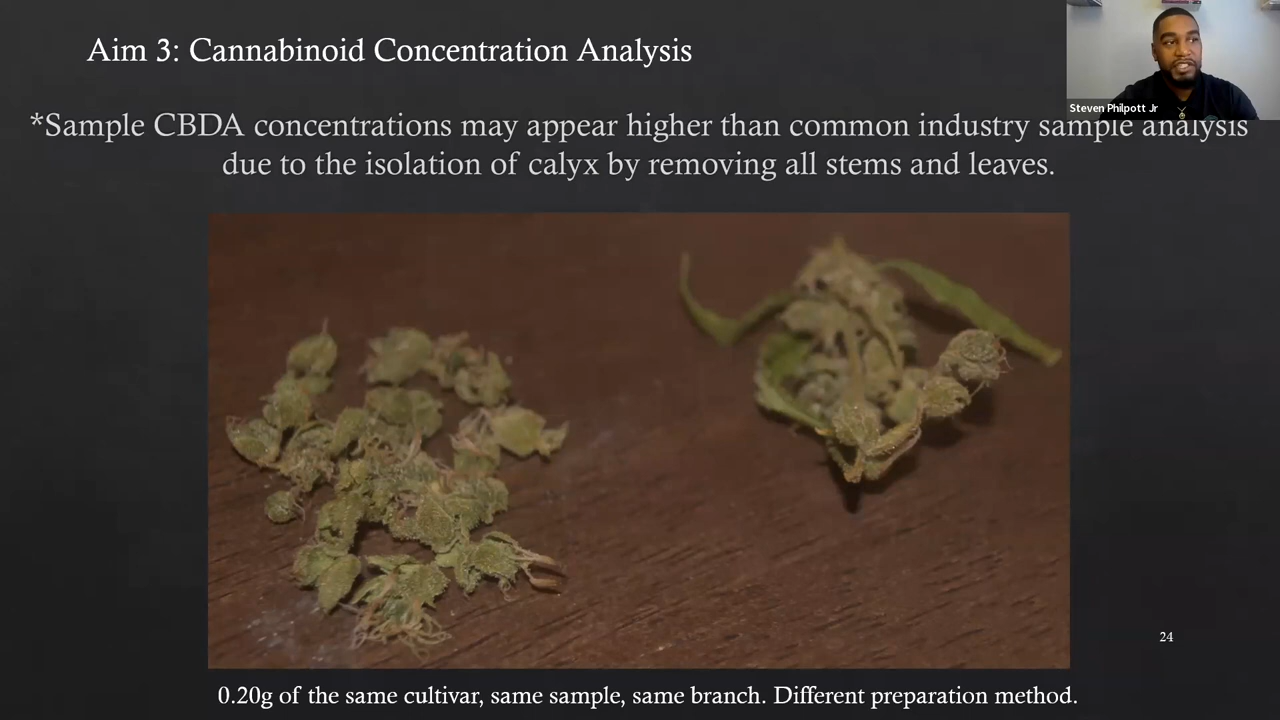 Aim 3: Cannabinoid Concentration Analysis
Steven Philpott Jr
*Sample CBDA concentrations may appear higher than common industry sample analysis
due to the isolation of calyx by removing all stems and leaves.
24
0.20g of the same cultivar, same sample, same branch. Different preparation method.